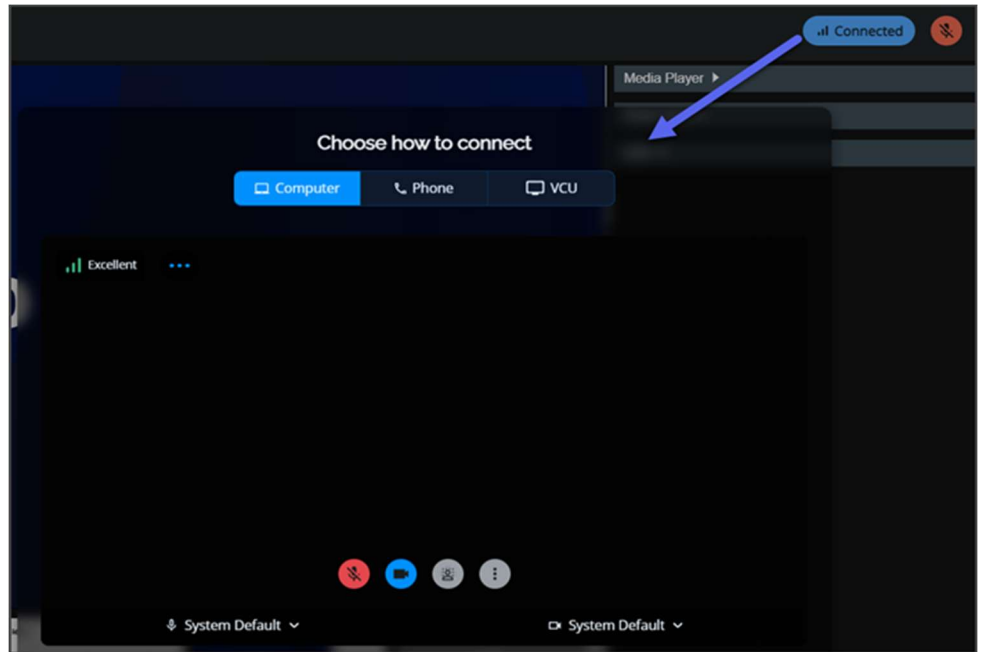 Connected
Media Player
Choose how to connect
Computer Phone VCU
Excellent
System Default System Default